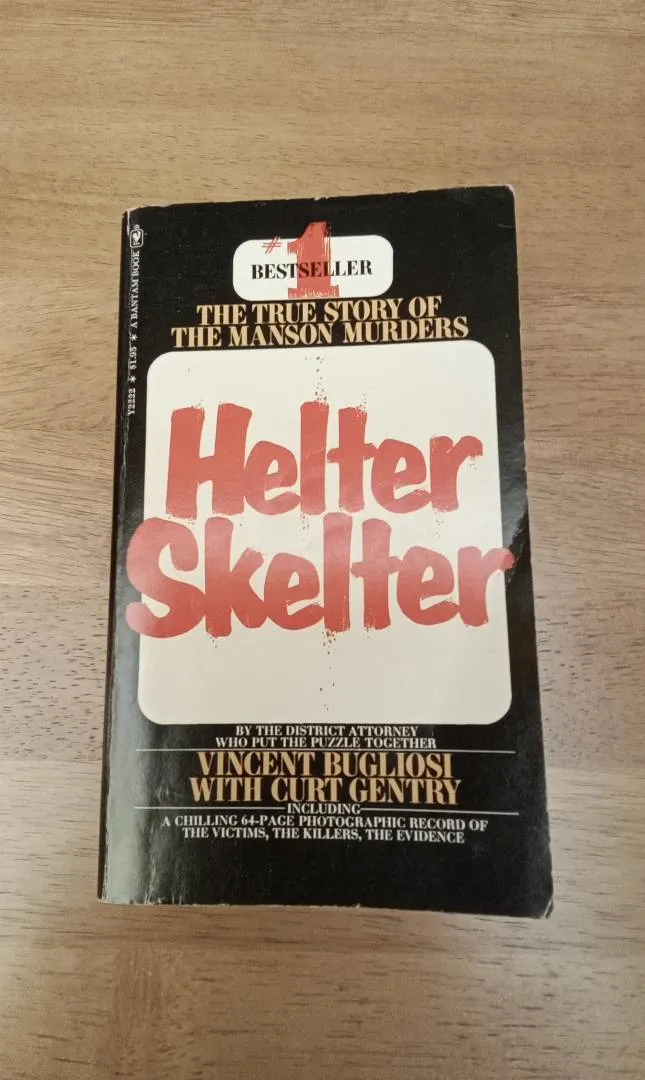 #1
BESTSELLER
THE TRUE STORY OF
THE MANSON MURDERS
Helter
Skelter
BY THE DISTRICT ATTORNEY
WHO PUT THE PUZZLE TOGETHER
VINCENT BUGLIOSI
WITH CURT GENTRY
INCLUDING
A CHILLING 64-PAGE PHOTOGRAPHIC RECORD OF
THE VICTIMS, THE KILLERS, THE EVIDENCE
Y2222 * $1.95 * A BANTAM BOOK